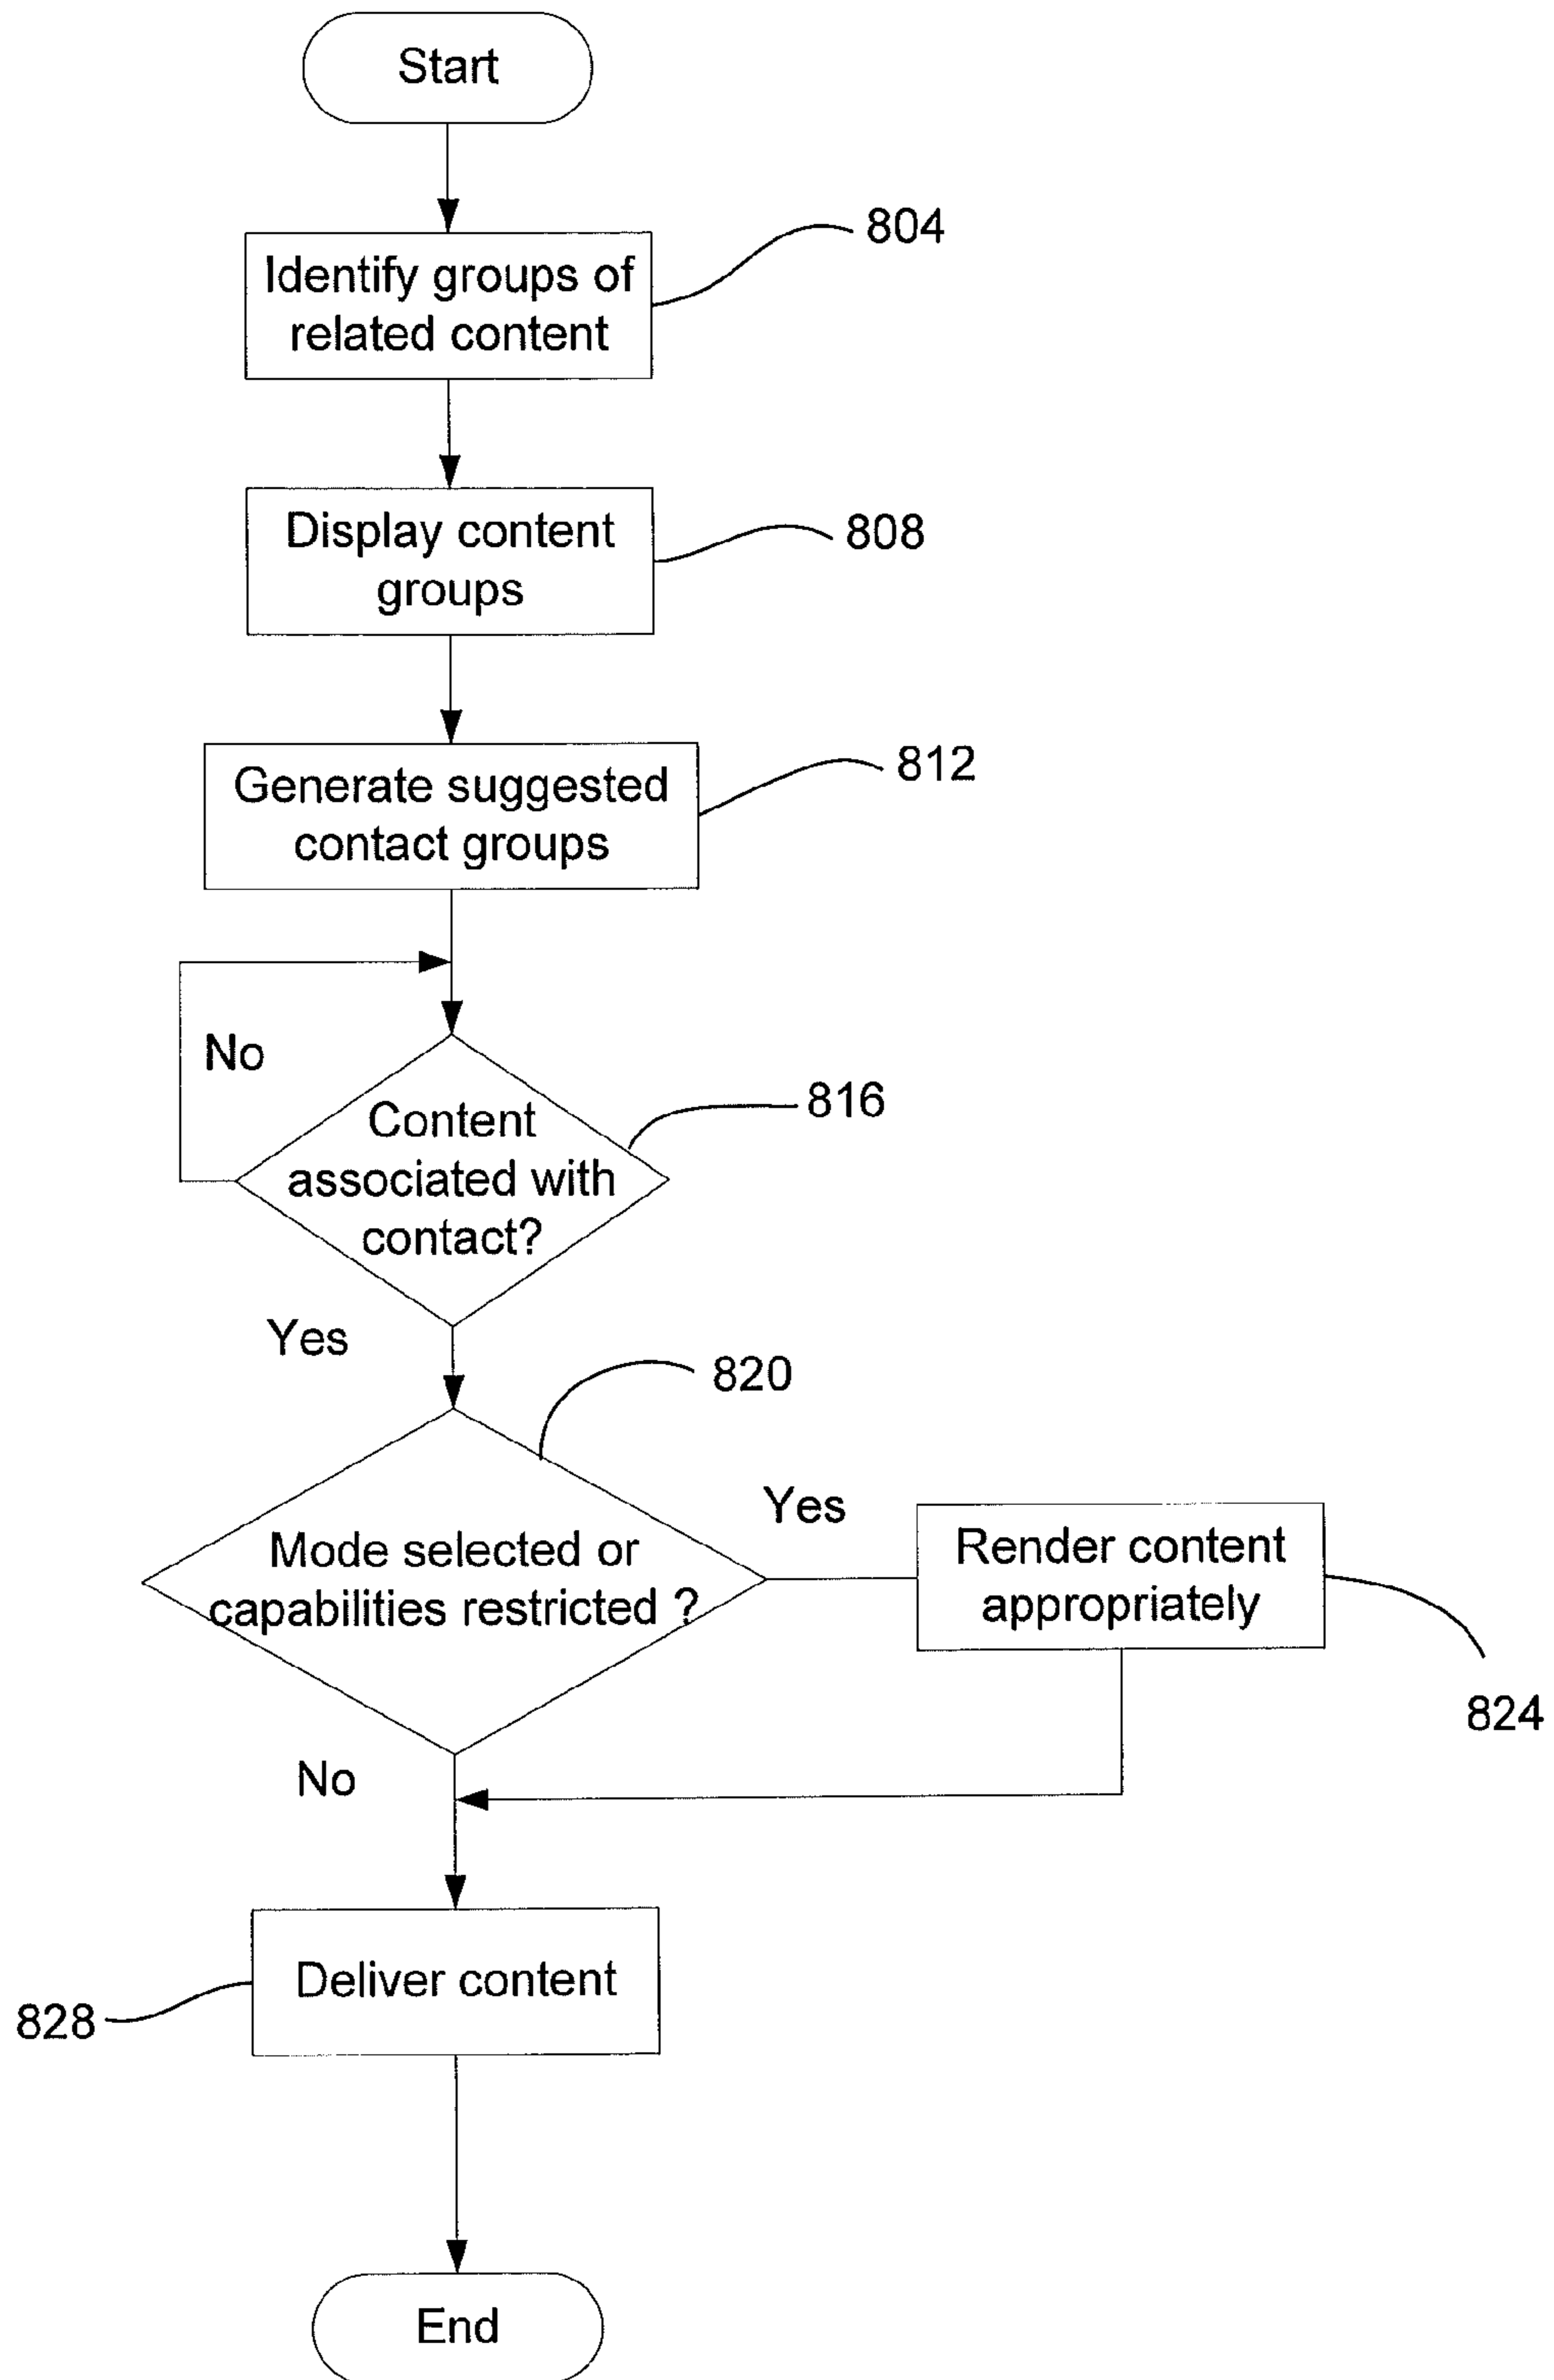 Start
804
Identify groups of
related content
808
Display content
groups
812
Generate suggested
contact groups
No
816
Content
associated with
contact?
Yes
820
Mode selected or
capabilities restricted ?
Yes
Render content
appropriately
824
No
Deliver content
828
End